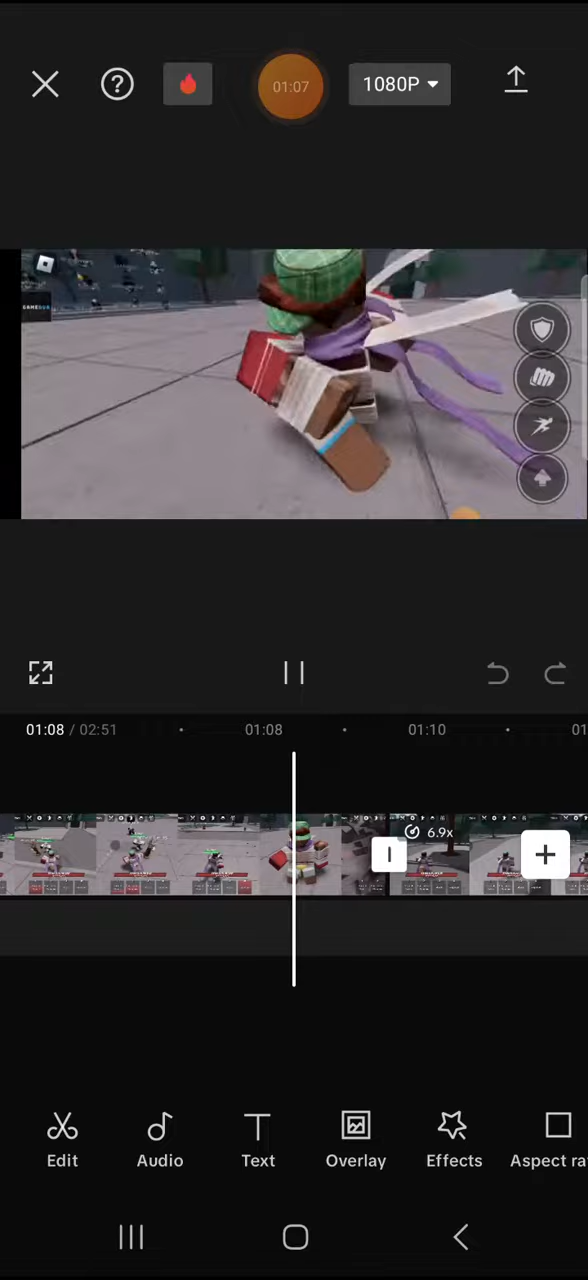 01:07
1080P
01:08 / 02:51
01:08
01:10
01
6.9x
Edit
Audio
Text
Overlay
Effects
Aspect ra